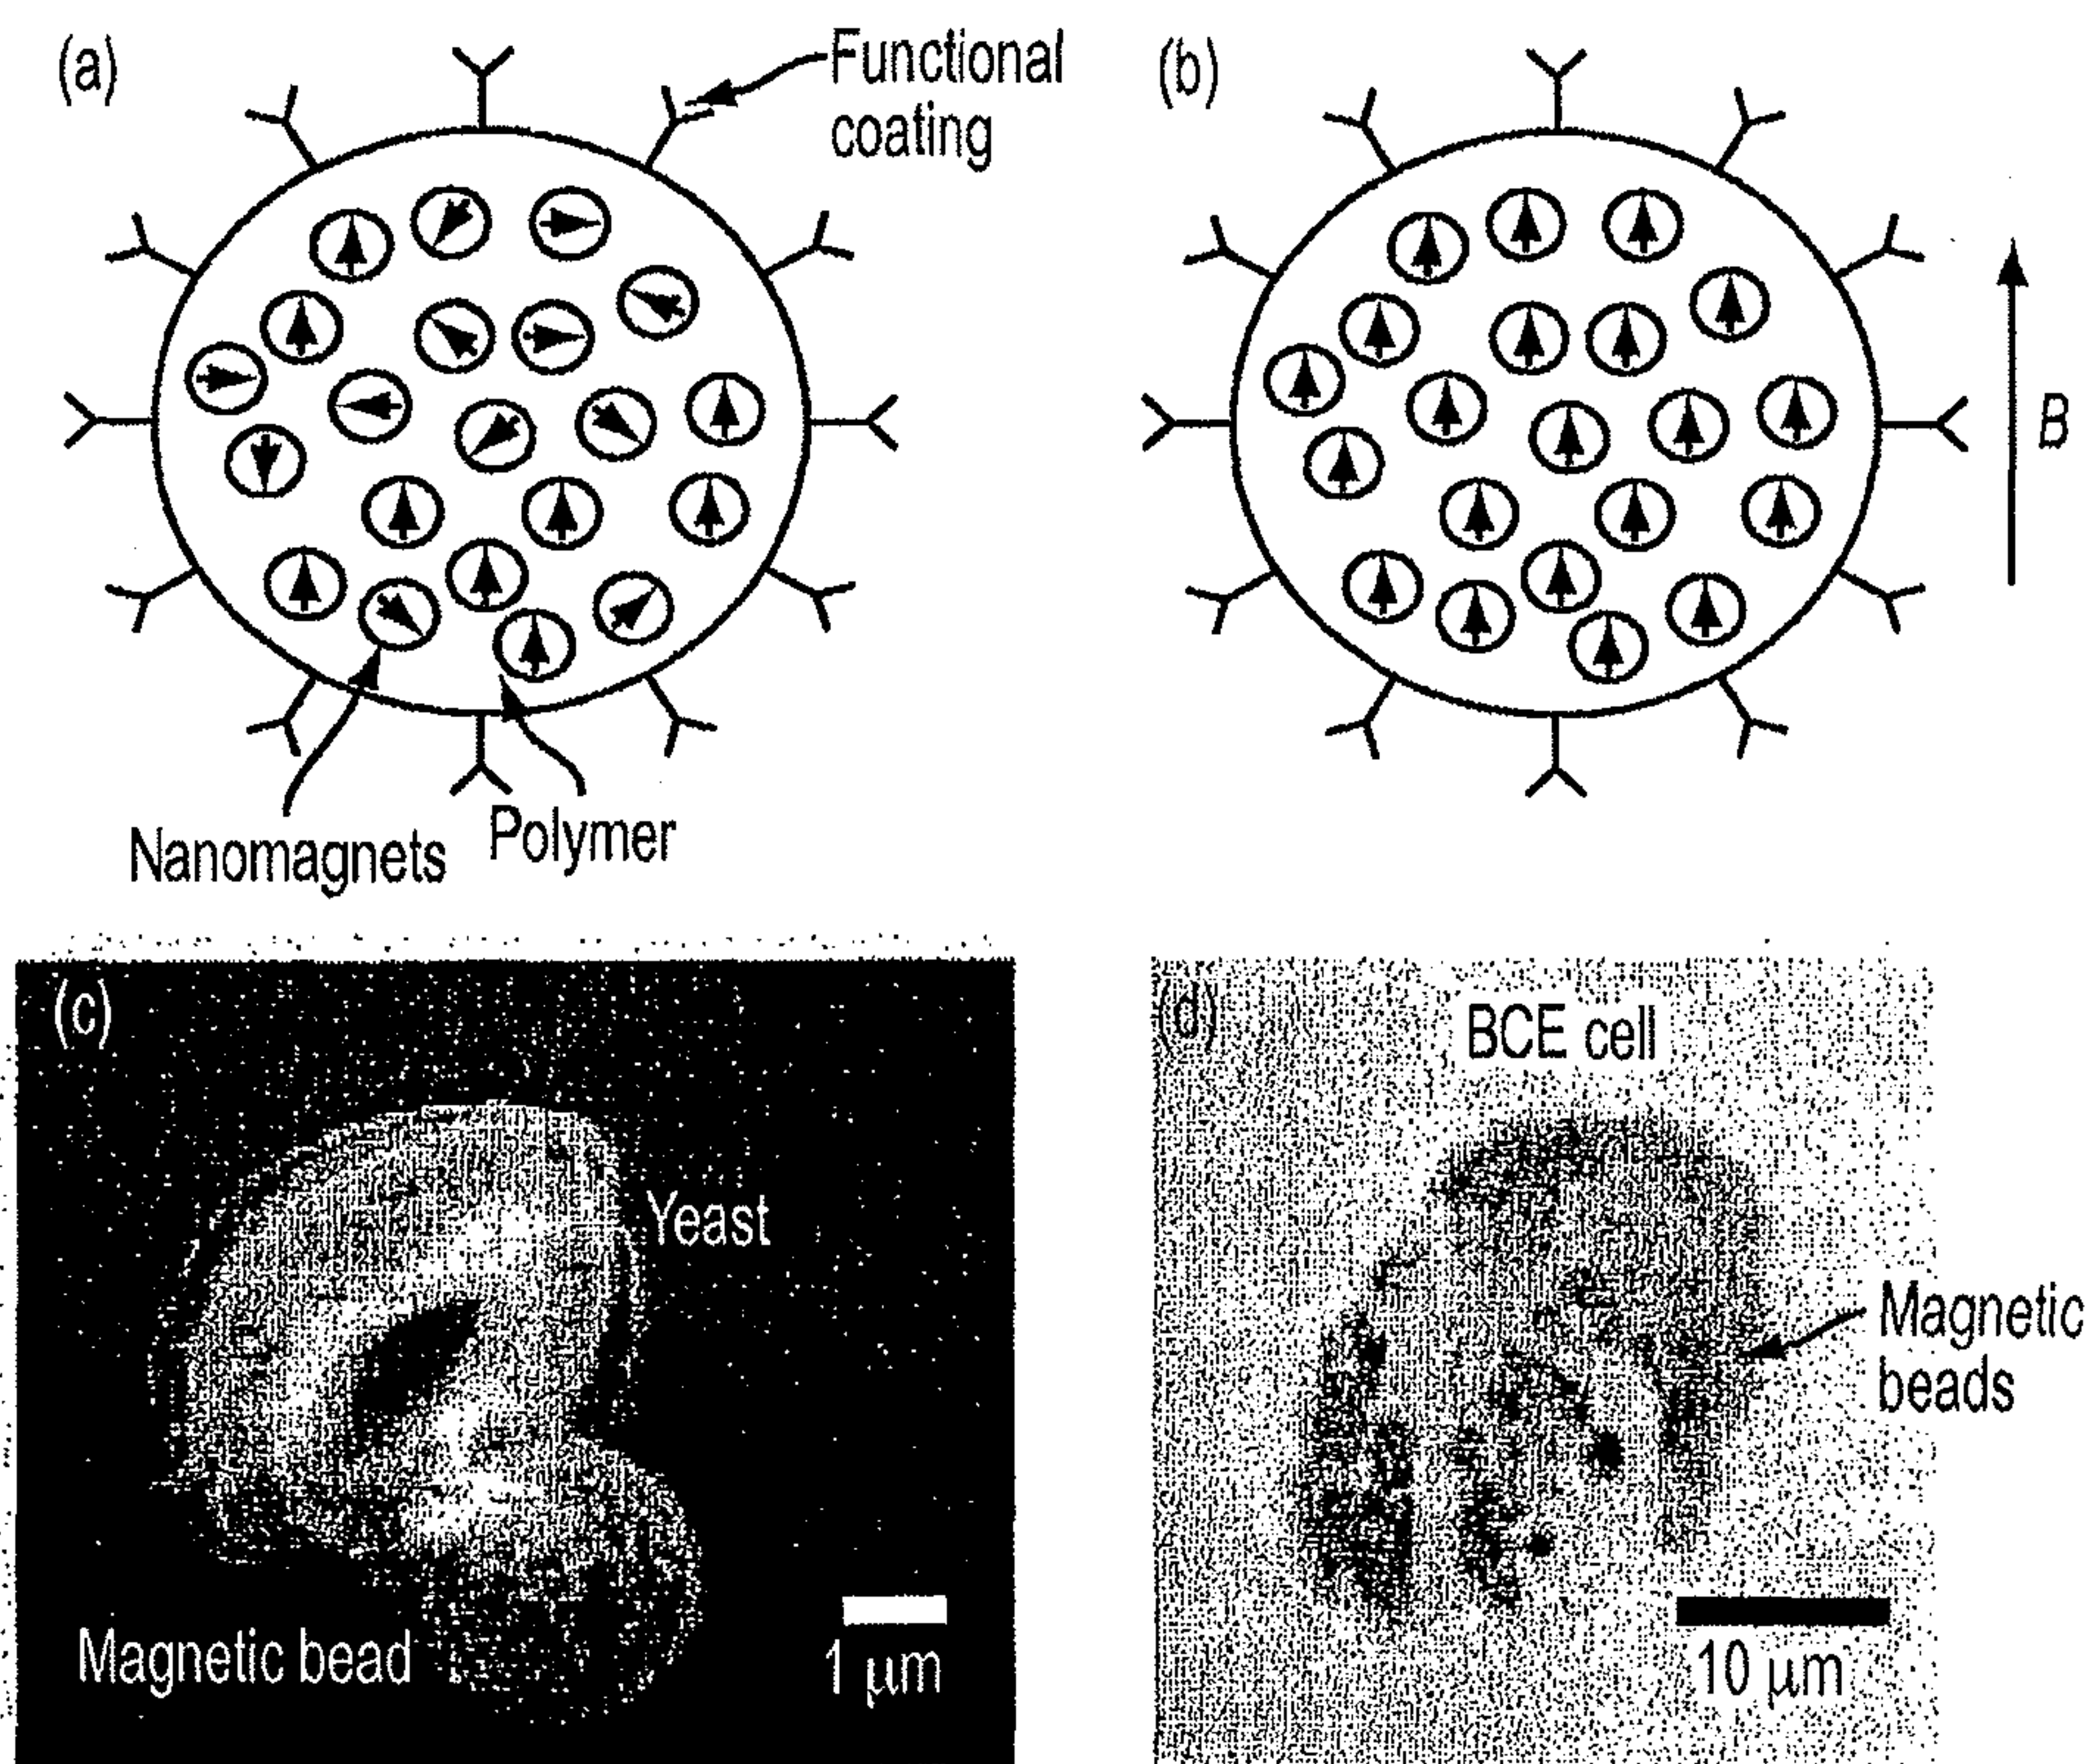 (a)
Functional
coating
(b)
B
Nanomagnets
Polymer
(c)
Yeast
Magnetic bead
1 μm
(d)
BCE cell
Magnetic
beads
10 μm